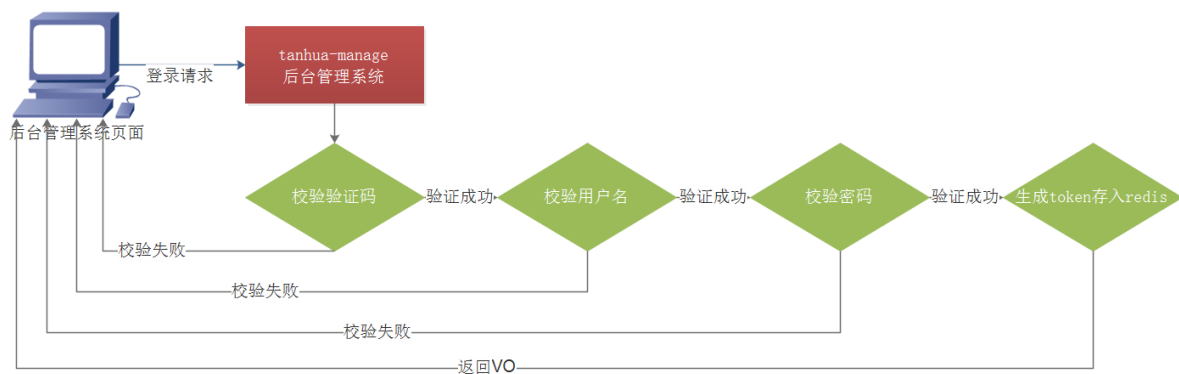 tanhua-manage
后台管理系统
登录请求
后台管理系统页面
校验验证码
验证成功
校验用户名
验证成功
校验密码
验证成功
生成token存入redis
校验失败
校验失败
校验失败
返回VO